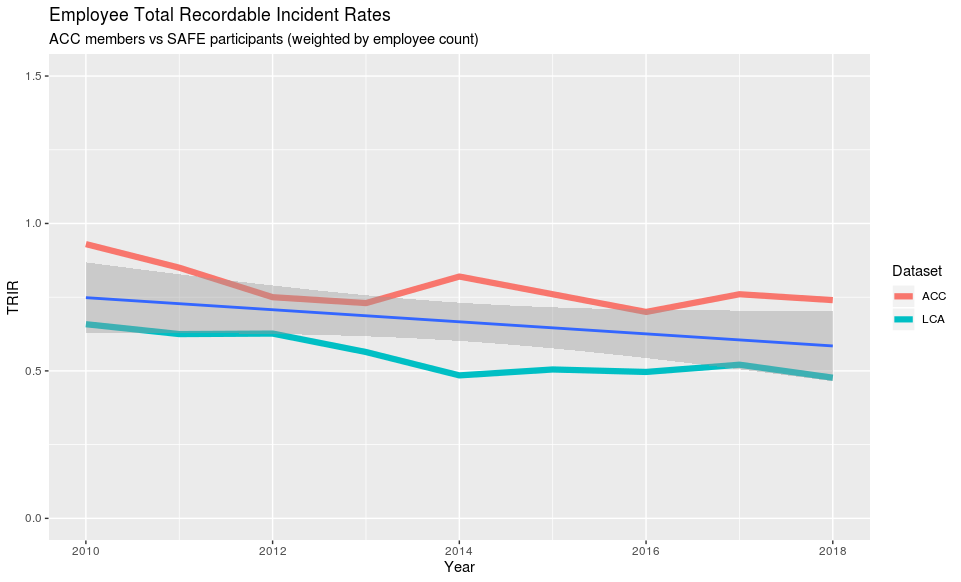 Employee Total Recordable Incident Rates
ACC members vs SAFE participants (weighted by employee count)
1.5
1.0
0.5
0.0
TRIR
2010
2012
2014
2016
2018
Year
Dataset
ACC
LCA